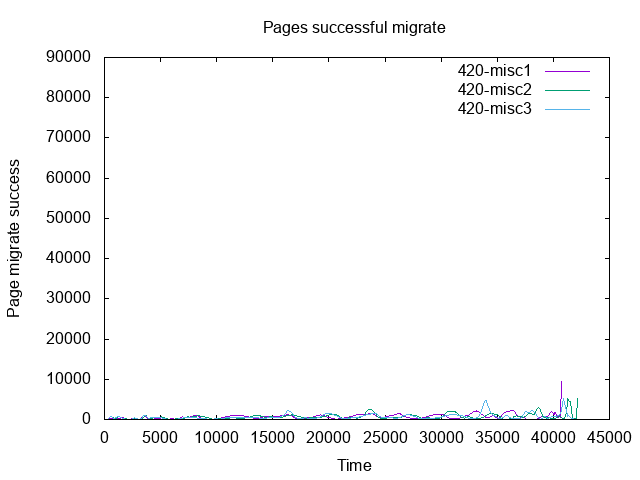 Pages successful migrate
90000
80000
70000
60000
50000
40000
30000
20000
10000
0
Page migrate success
420-misc1
420-misc2
420-misc3
0 5000 10000 15000 20000 25000 30000 35000 40000 45000
Time